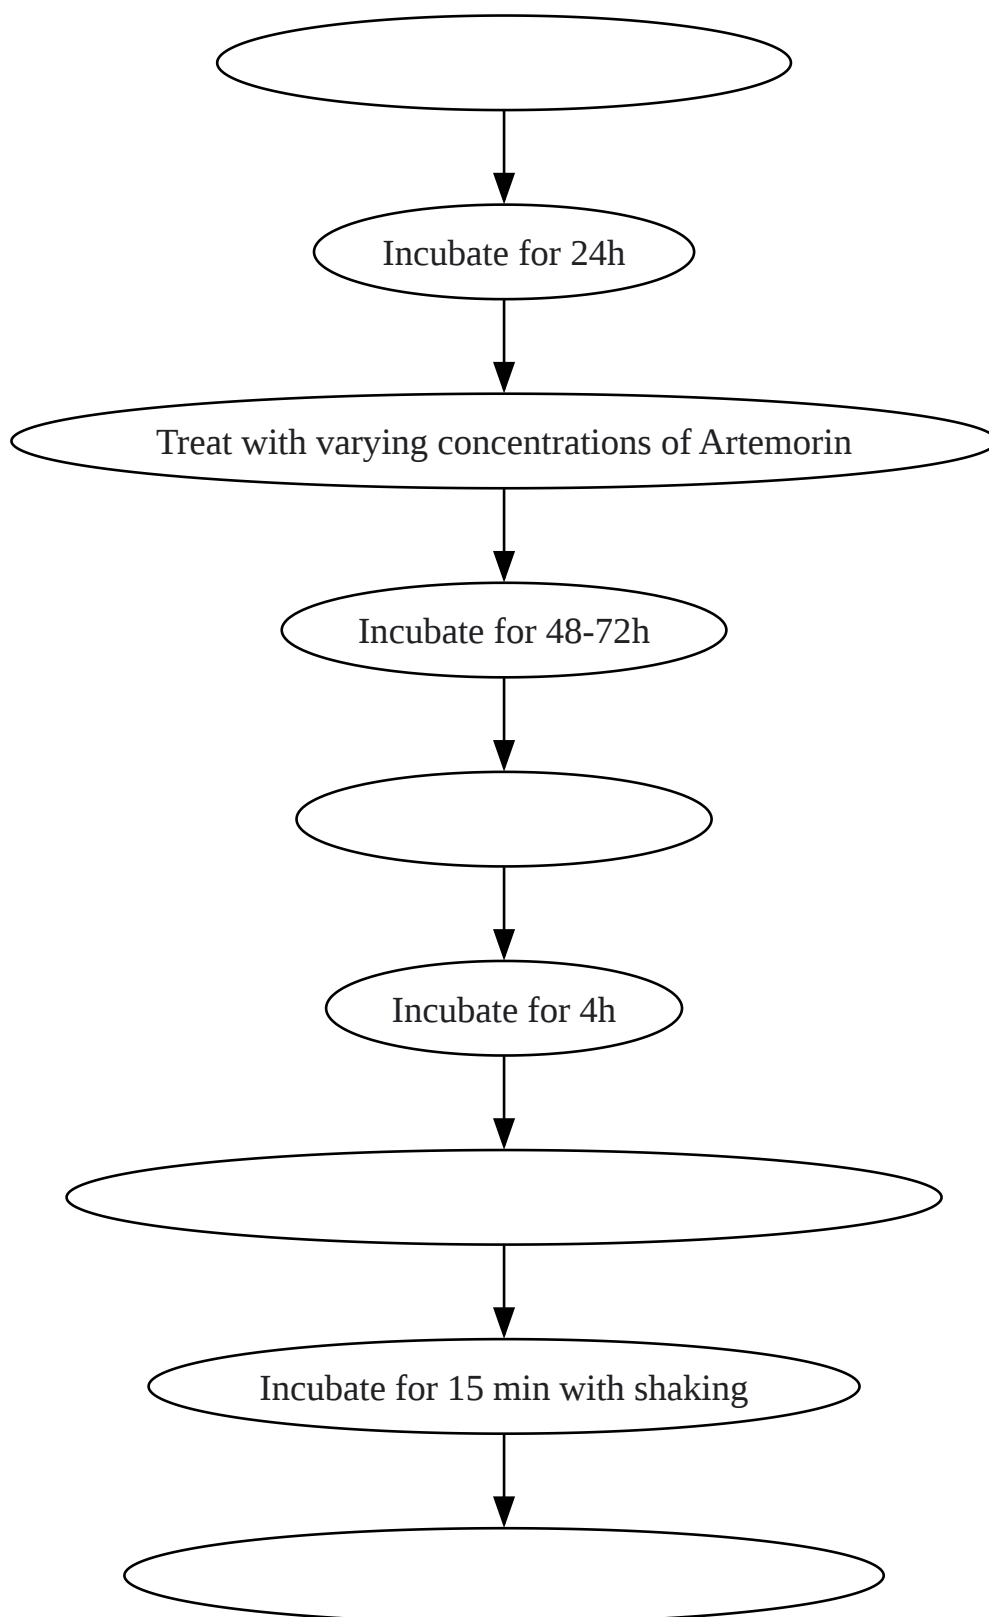 Incubate for 24h
Treat with varying concentrations of Artemorin
Incubate for 48-72h
Incubate for 4h
Incubate for 15 min with shaking